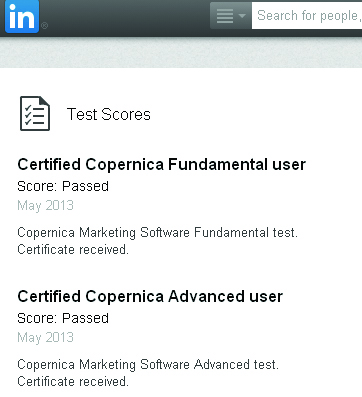 in®
Search for people,
Test Scores
Certified Copernica Fundamental user
Score: Passed
May 2013
Copernica Marketing Software Fundamental test.
Certificate received.
Certified Copernica Advanced user
Score: Passed
May 2013
Copernica Marketing Software Advanced test.
Certificate received.